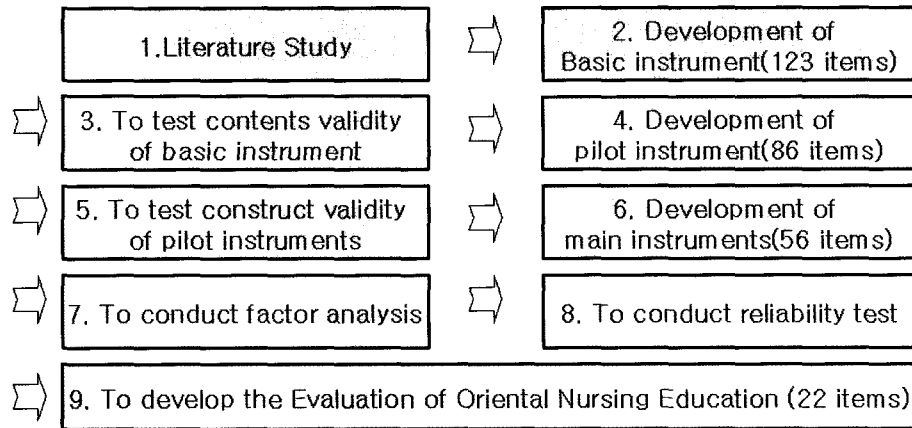 1.Literature Study
2. Development of
Basic instrument(123 items)
3. To test contents validity
of basic instrument
4. Development of
pilot instrument(86 items)
5. To test construct validity
of pilot instruments
6. Development of
main instruments(56 items)
7. To conduct factor analysis
8. To conduct reliability test
9. To develop the Evaluation of Oriental Nursing Education (22 items)